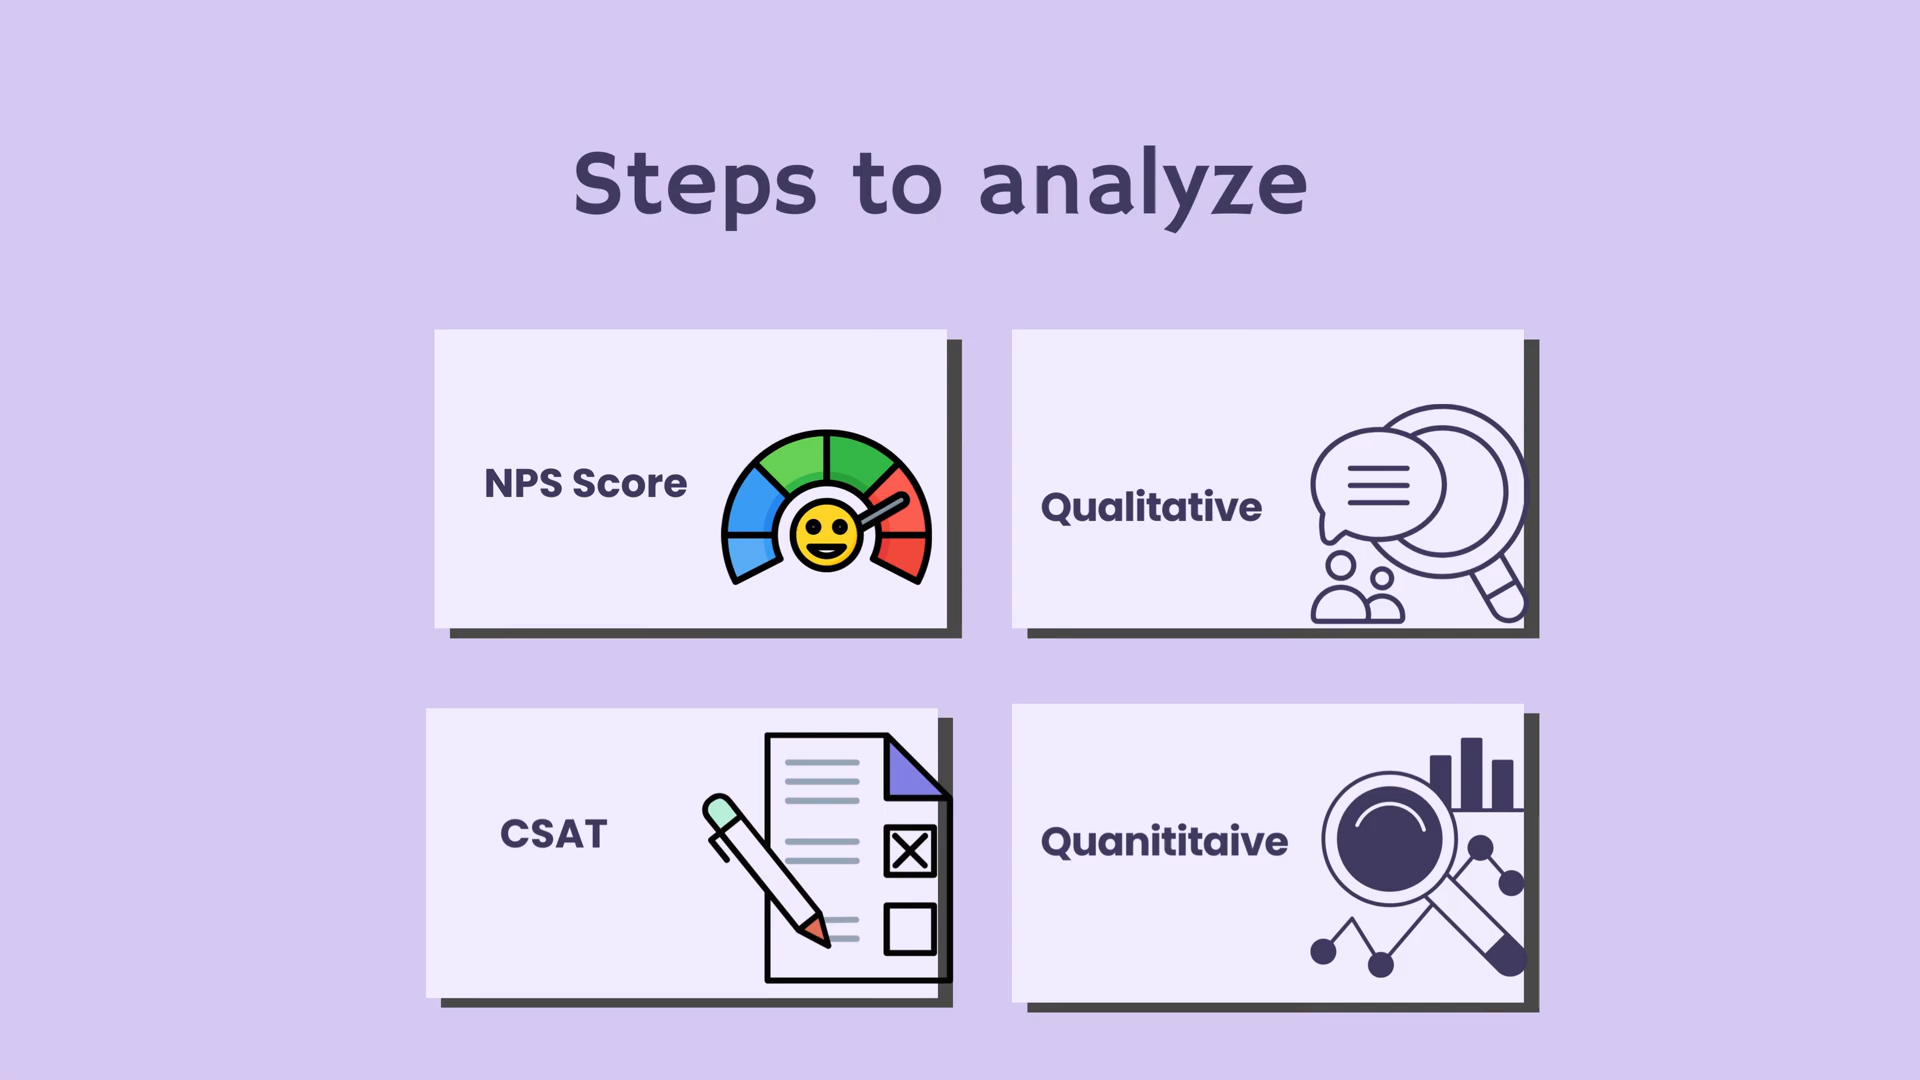 Steps to analyze
NPS Score
Qualitative
CSAT
Quanititaive